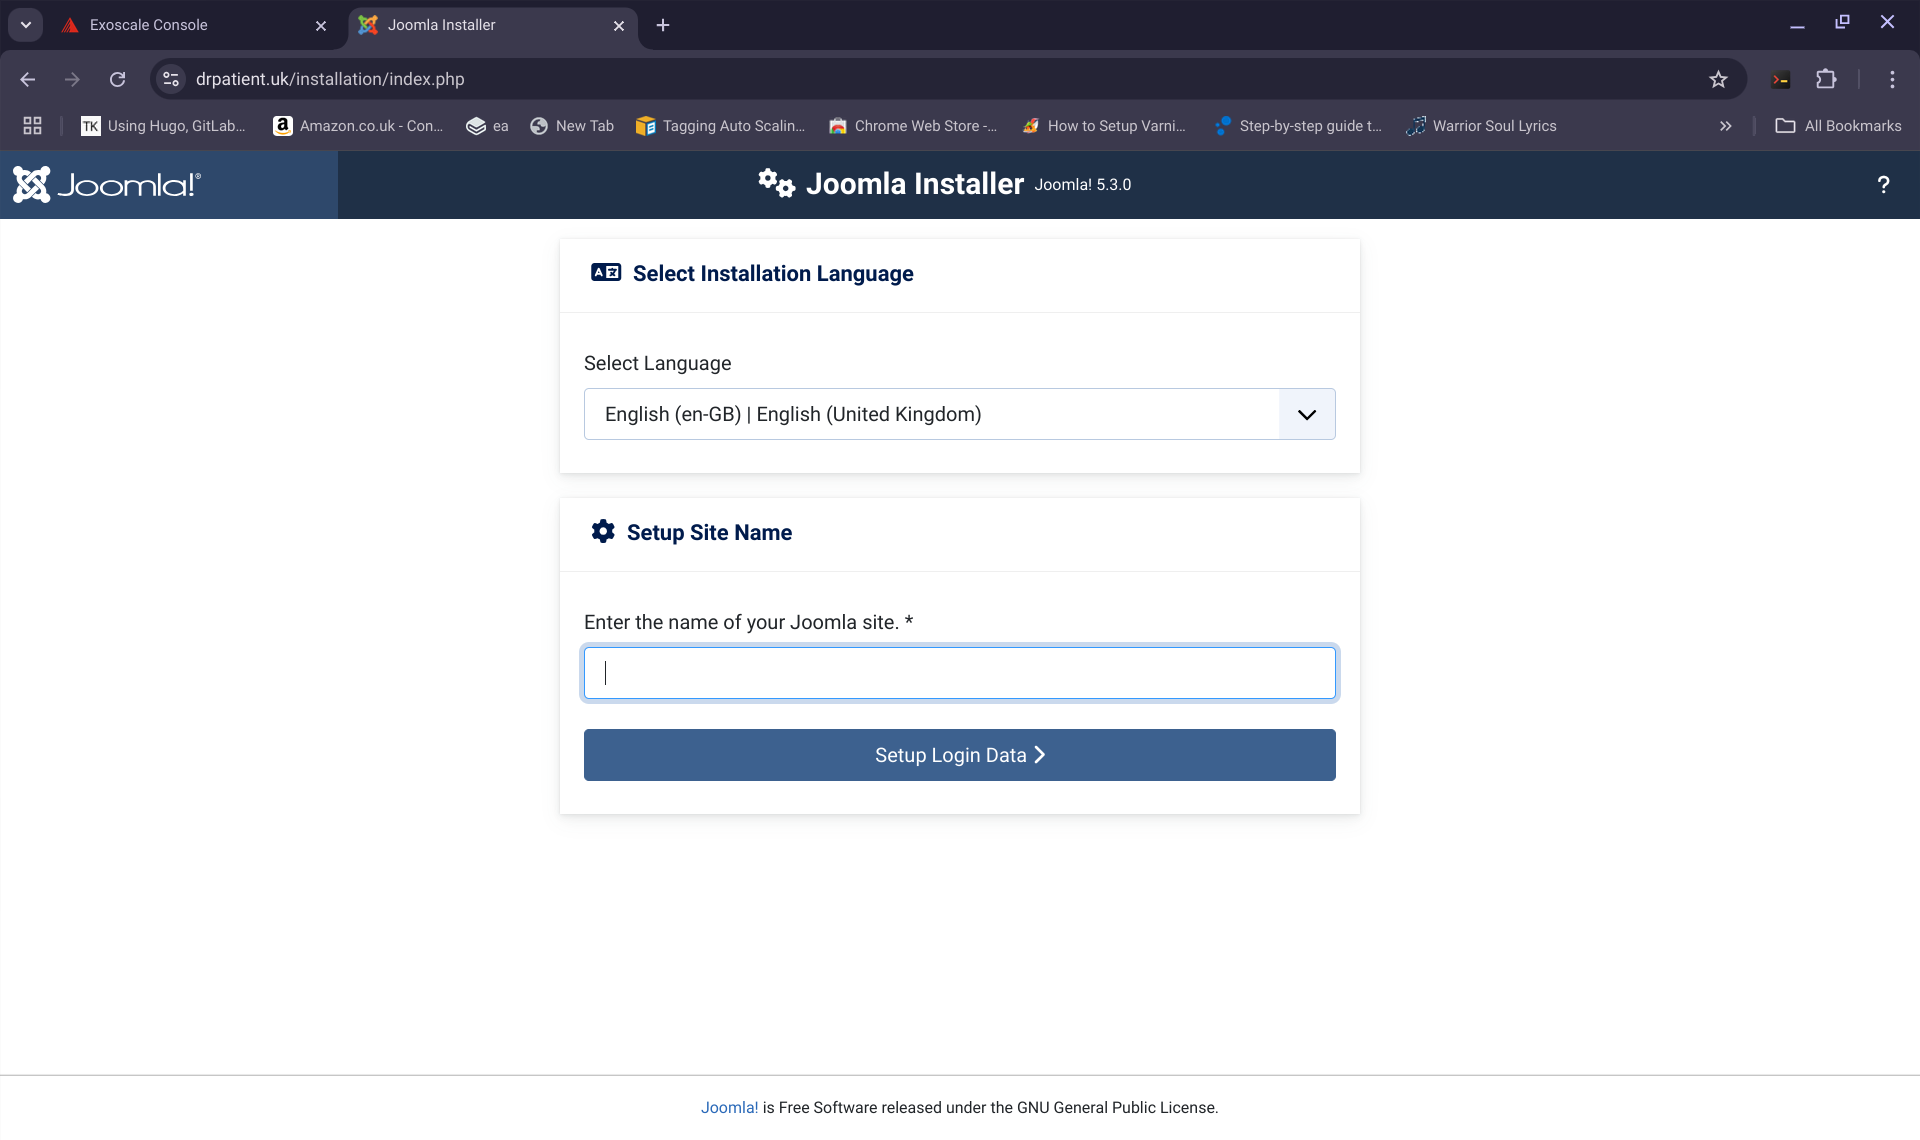 Exoscale Console
Joomla Installer
drpatient.uk/installation/index.php
TK Using Hugo, GitLab...
a Amazon.co.uk - Con...
ea
New Tab
Tagging Auto Scalin...
Chrome Web Store -...
How to Setup Varni...
Step-by-step guide t...
Warrior Soul Lyrics
All Bookmarks
Joomla!®
Joomla Installer Joomla! 5.3.0
?
Select Installation Language
Select Language
English (en-GB) | English (United Kingdom)
Setup Site Name
Enter the name of your Joomla site. *
Setup Login Data
Joomla! is Free Software released under the GNU General Public License.